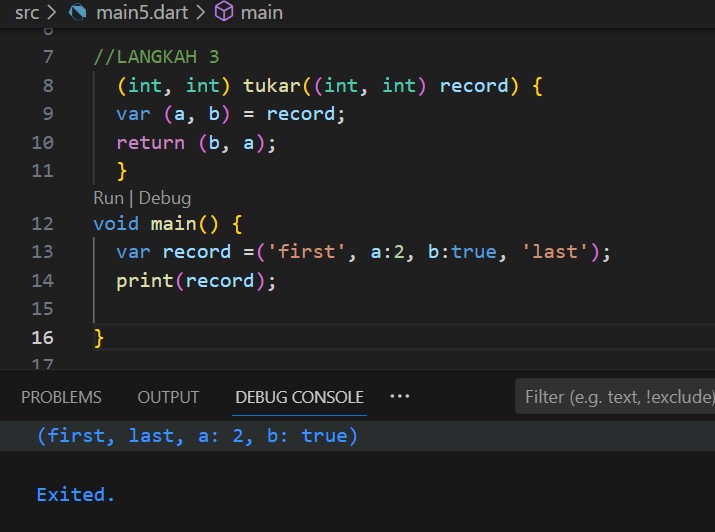 src > main5.dart > main
6
7 //LANGKAH 3
8 (int, int) tukar((int, int) record) {
9 var (a, b) = record;
10 return (b, a);
11 }
Run | Debug
12 void main() {
13 var record =('first', a:2, b:true, 'last');
14 print(record);
15
16 }
17
PROBLEMS OUTPUT DEBUG CONSOLE ··· Filter (e.g. text, !exclude)
(first, last, a: 2, b: true)
Exited.